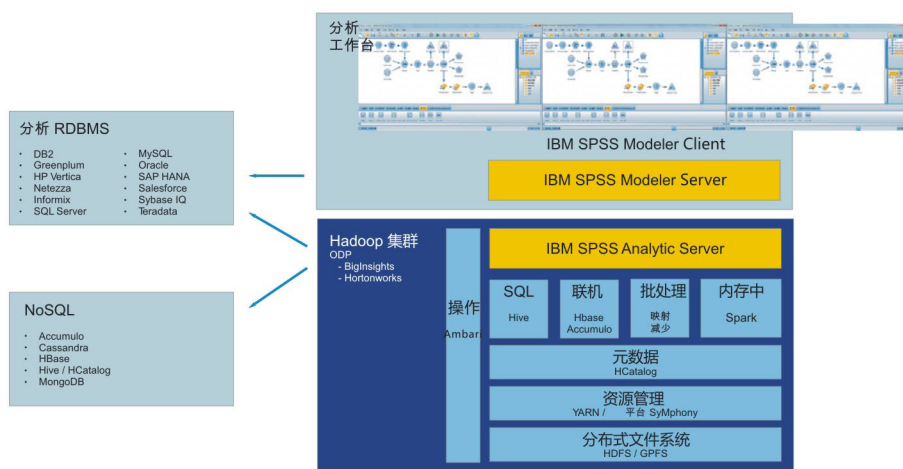 分析
工作台
IBM SPSS Modeler Client
IBM SPSS Modeler Server
分析 RDBMS
DB2
Greenplum
HP Vertica
Netezza
Informix
SQL Server
MySQL
Oracle
SAP HANA
Salesforce
Sybase IQ
Teradata
NoSQL
Accumulo
Cassandra
HBase
Hive / HCatalog
MongoDB
Hadoop 集群
ODP
- BigInsights
- Hortonworks
操作
Ambari
IBM SPSS Analytic Server
SQL
Hive
联机
Hbase
Accumulo
批处理
映射
减少
内存中
Spark
元数据
HCatalog
资源管理
YARN / 平台 SyMphony
分布式文件系统
HDFS / GPFS